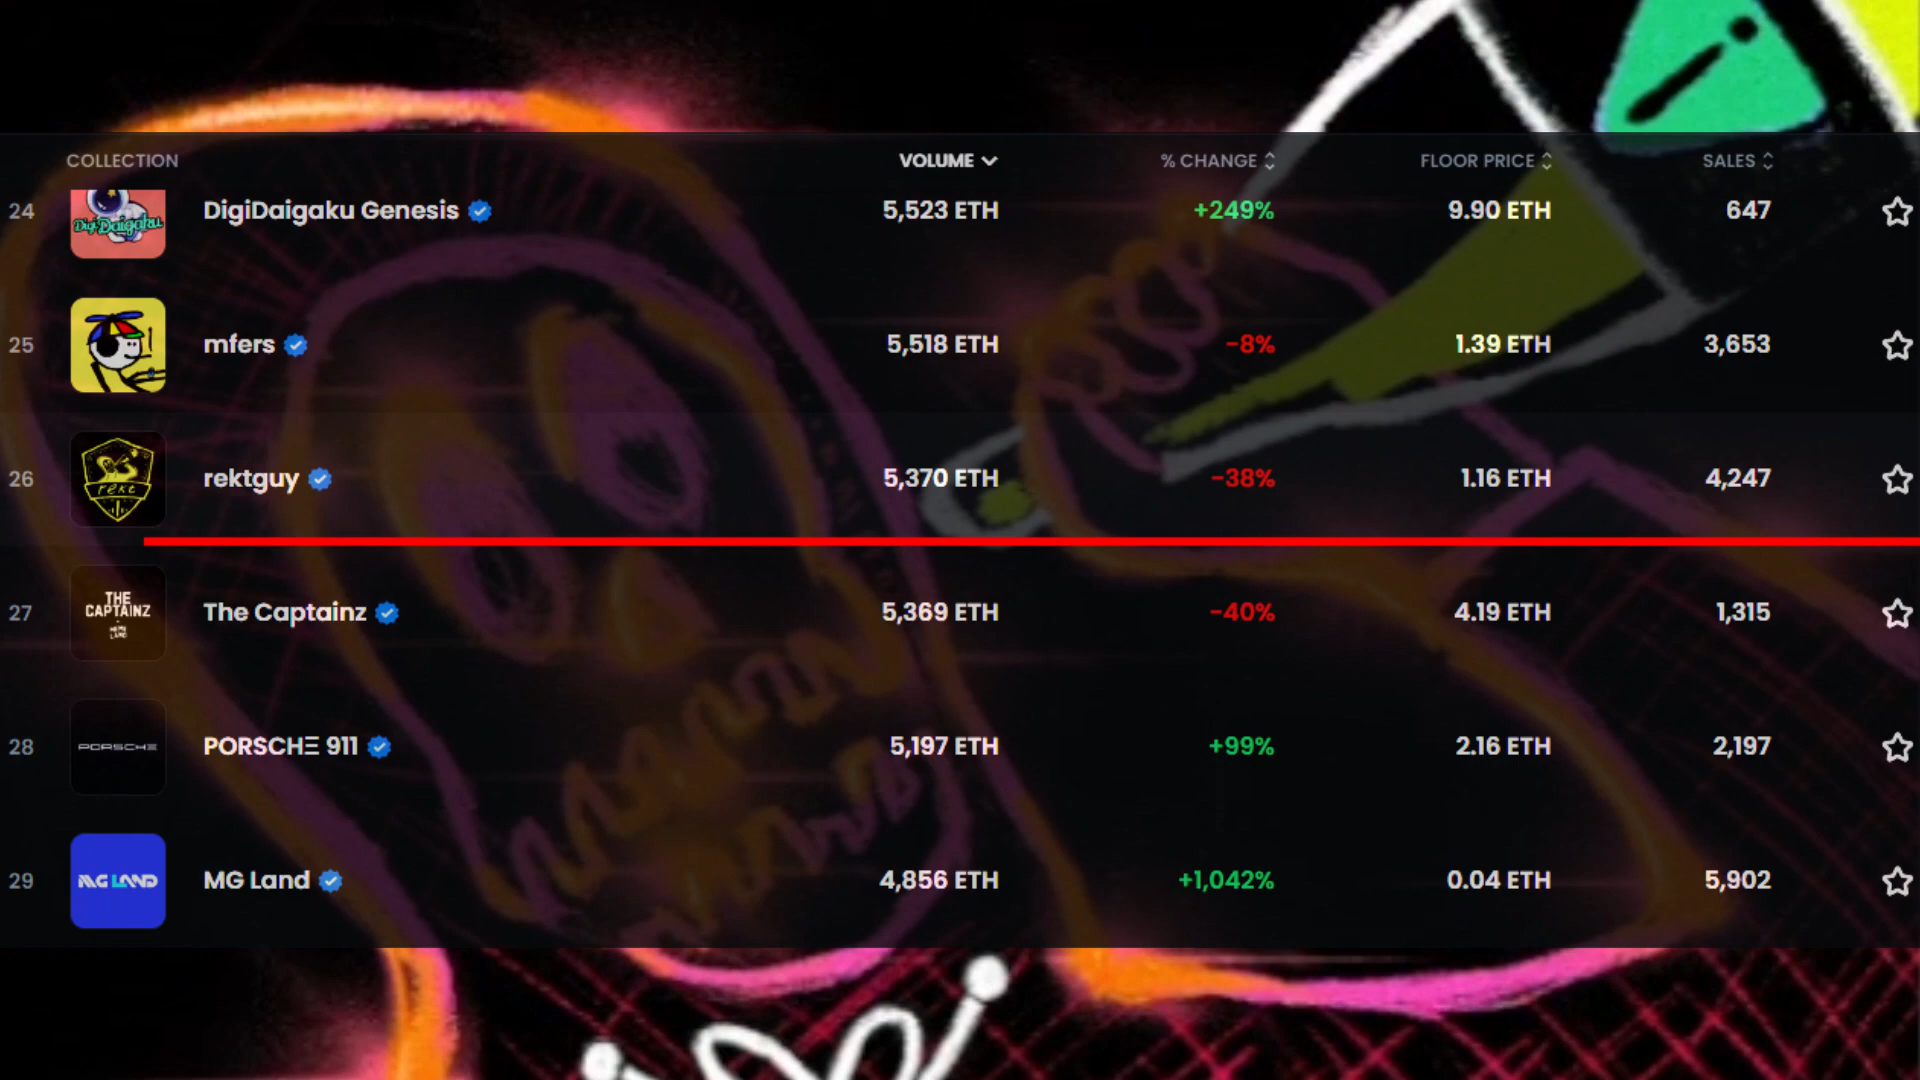 COLLECTION VOLUME % CHANGE FLOOR PRICE SALES
24 DigiDaigaku DigiDaigaku Genesis 5,523 ETH +249% 9.90 ETH 647
25 mfers 5,518 ETH -8% 1.39 ETH 3,653
26 rekt rektguy 5,370 ETH -38% 1.16 ETH 4,247
27 THE CAPTAINZ The Captainz 5,369 ETH -40% 4.19 ETH 1,315
28 PORSCHE PORSCHΞ 911 5,197 ETH +99% 2.16 ETH 2,197
29 MG LAND MG Land 4,856 ETH +1,042% 0.04 ETH 5,902